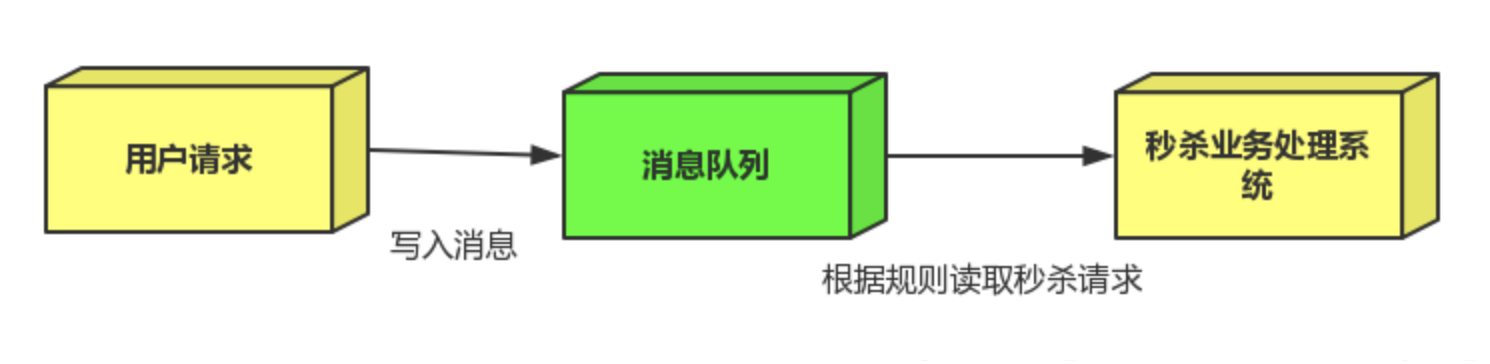 用户请求
消息队列
秒杀业务处理系
统
写入消息
根据规则读取秒杀请求